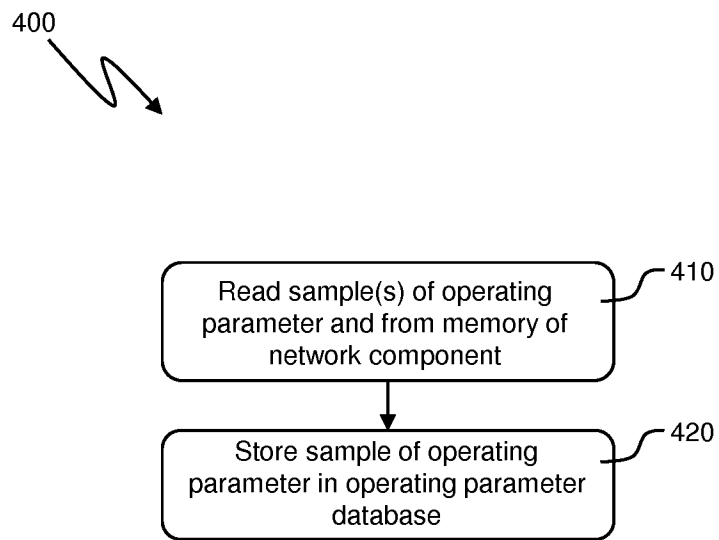 400
Read sample(s) of operating
parameter and from memory of
network component
410
Store sample of operating
parameter in operating parameter
database
420